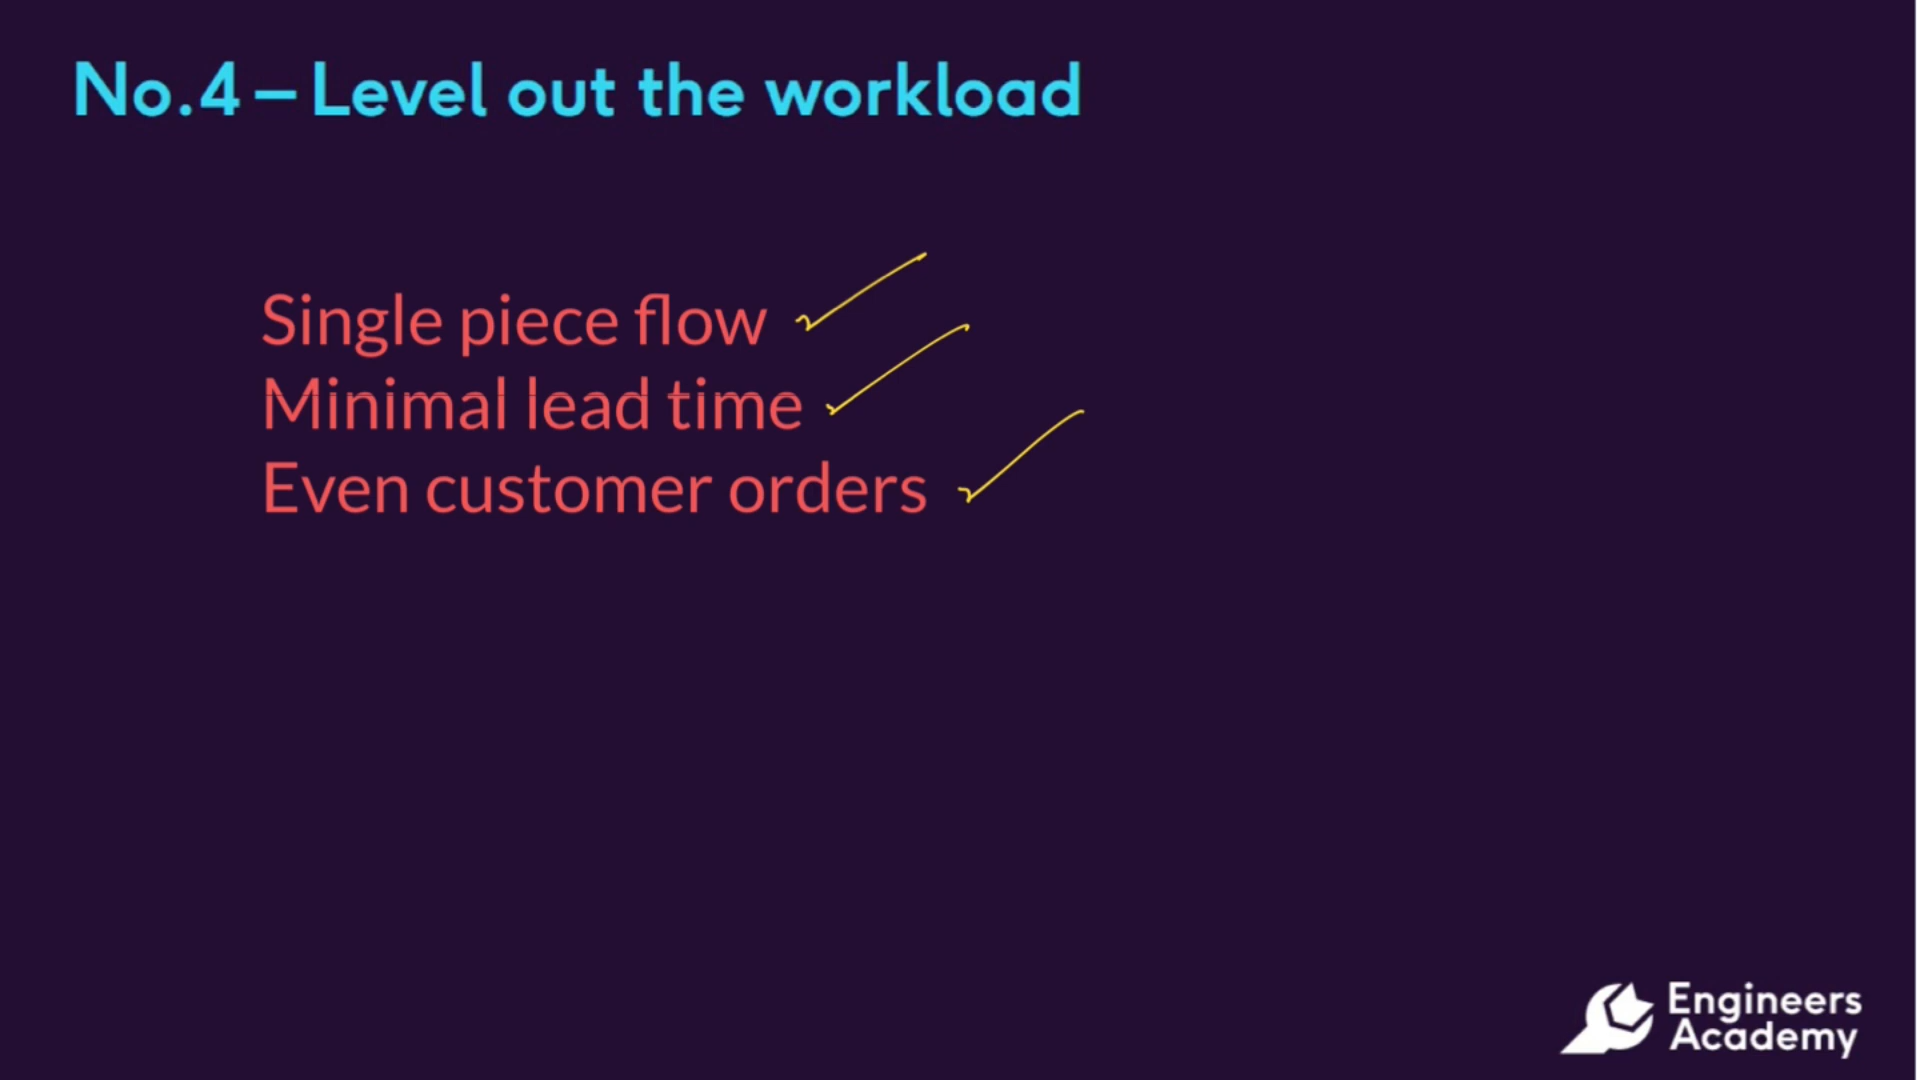 No.4 – Level out the workload
Single piece flow
Minimal lead time
Even customer orders
Engineers
Academy